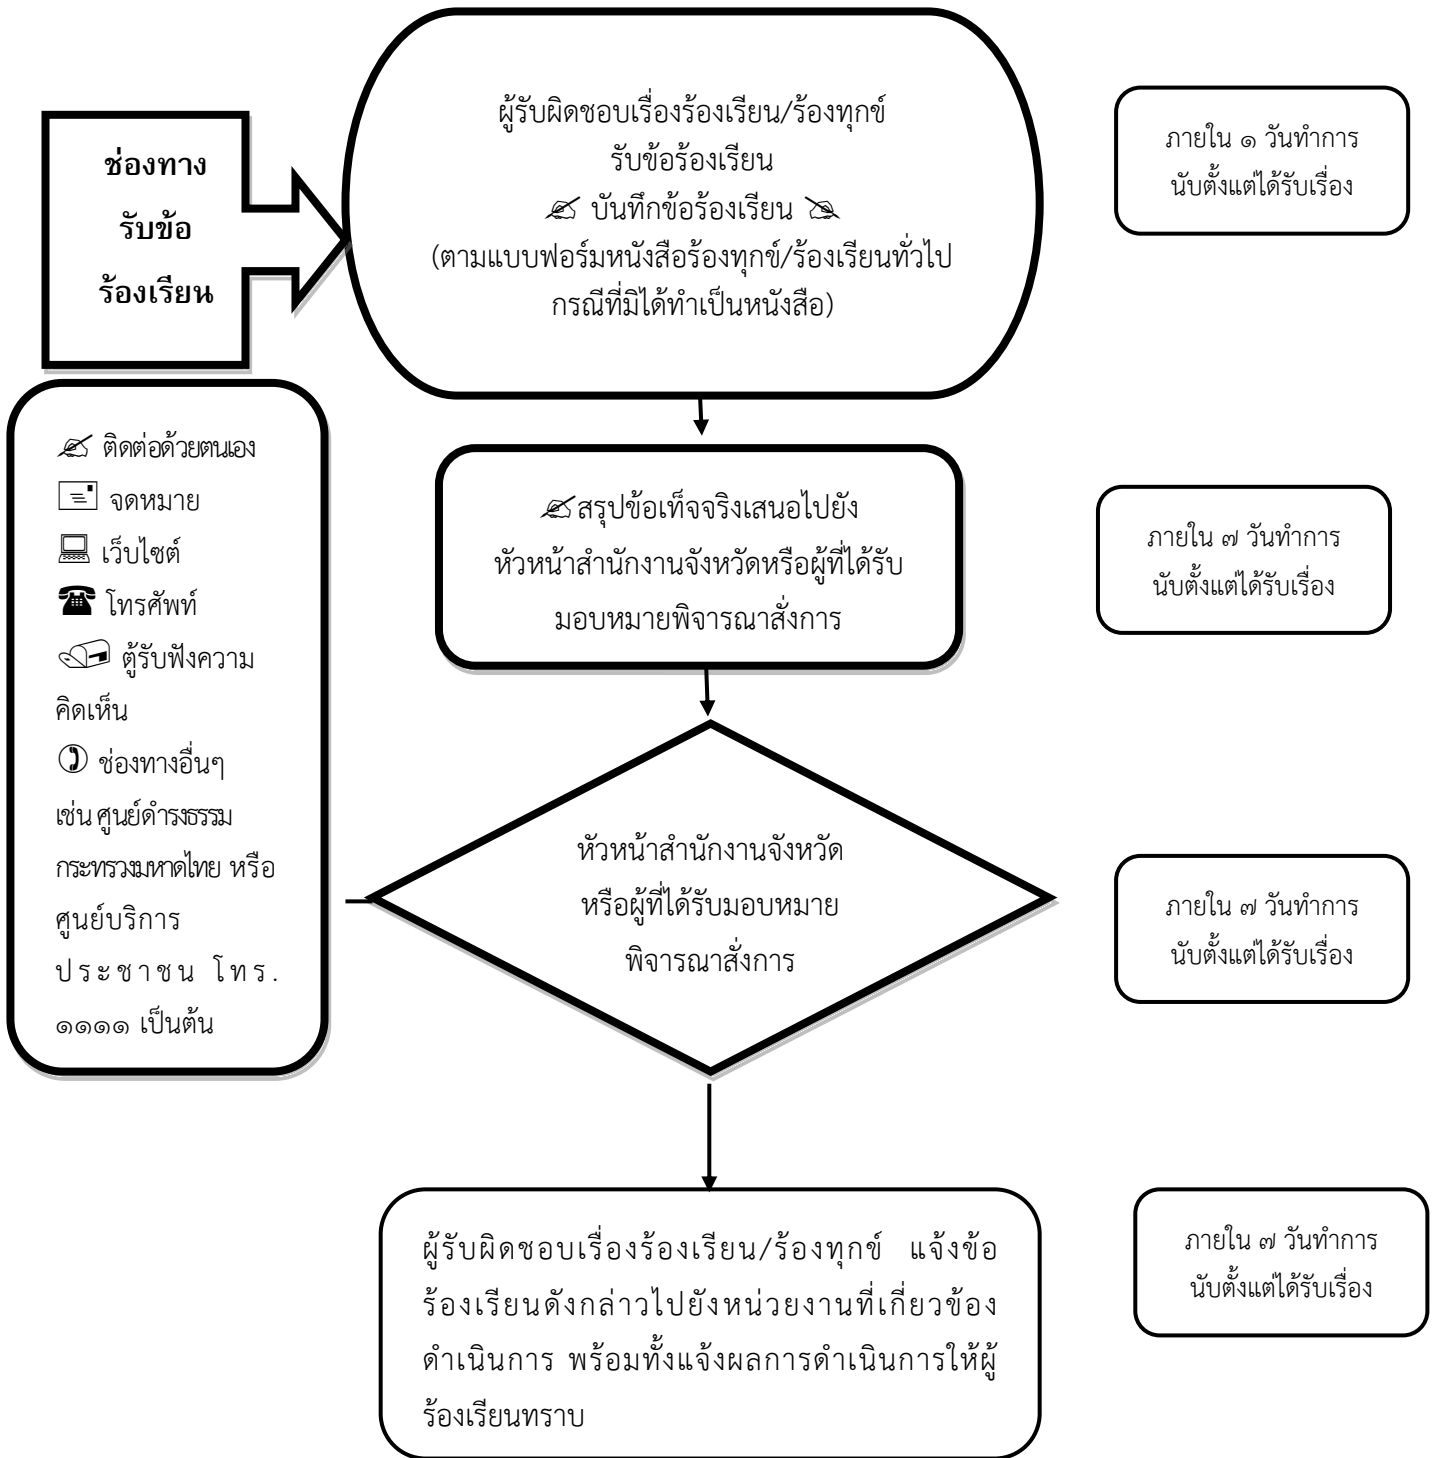 ช่องทาง
รับข้อ
ร้องเรียน
ผู้รับผิดชอบเรื่องร้องเรียน/ร้องทุกข์
รับข้อร้องเรียน
บันทึกข้อร้องเรียน
(ตามแบบฟอร์มหนังสือร้องทุกข์/ร้องเรียนทั่วไป
กรณีที่มิได้ทำเป็นหนังสือ)
ภายใน ๑ วันทำการ
นับตั้งแต่ได้รับเรื่อง
ติดต่อด้วยตนเอง
จดหมาย
เว็บไซต์
โทรศัพท์
ตู้รับฟังความ
คิดเห็น
ช่องทางอื่นๆ
เช่น ศูนย์ดำรงธรรม
กระทรวงมหาดไทย หรือ
ศูนย์บริการ
ประชาชน โทร.
๑๑๑๑ เป็นต้น
สรุปข้อเท็จจริงเสนอไปยัง
หัวหน้าสำนักงานจังหวัดหรือผู้ที่ได้รับ
มอบหมายพิจารณาสั่งการ
ภายใน ๗ วันทำการ
นับตั้งแต่ได้รับเรื่อง
หัวหน้าสำนักงานจังหวัด
หรือผู้ที่ได้รับมอบหมาย
พิจารณาสั่งการ
ภายใน ๗ วันทำการ
นับตั้งแต่ได้รับเรื่อง
ผู้รับผิดชอบเรื่องร้องเรียน/ร้องทุกข์ แจ้งข้อ
ร้องเรียนดังกล่าวไปยังหน่วยงานที่เกี่ยวข้อง
ดำเนินการ พร้อมทั้งแจ้งผลการดำเนินการให้ผู้
ร้องเรียนทราบ
ภายใน ๗ วันทำการ
นับตั้งแต่ได้รับเรื่อง